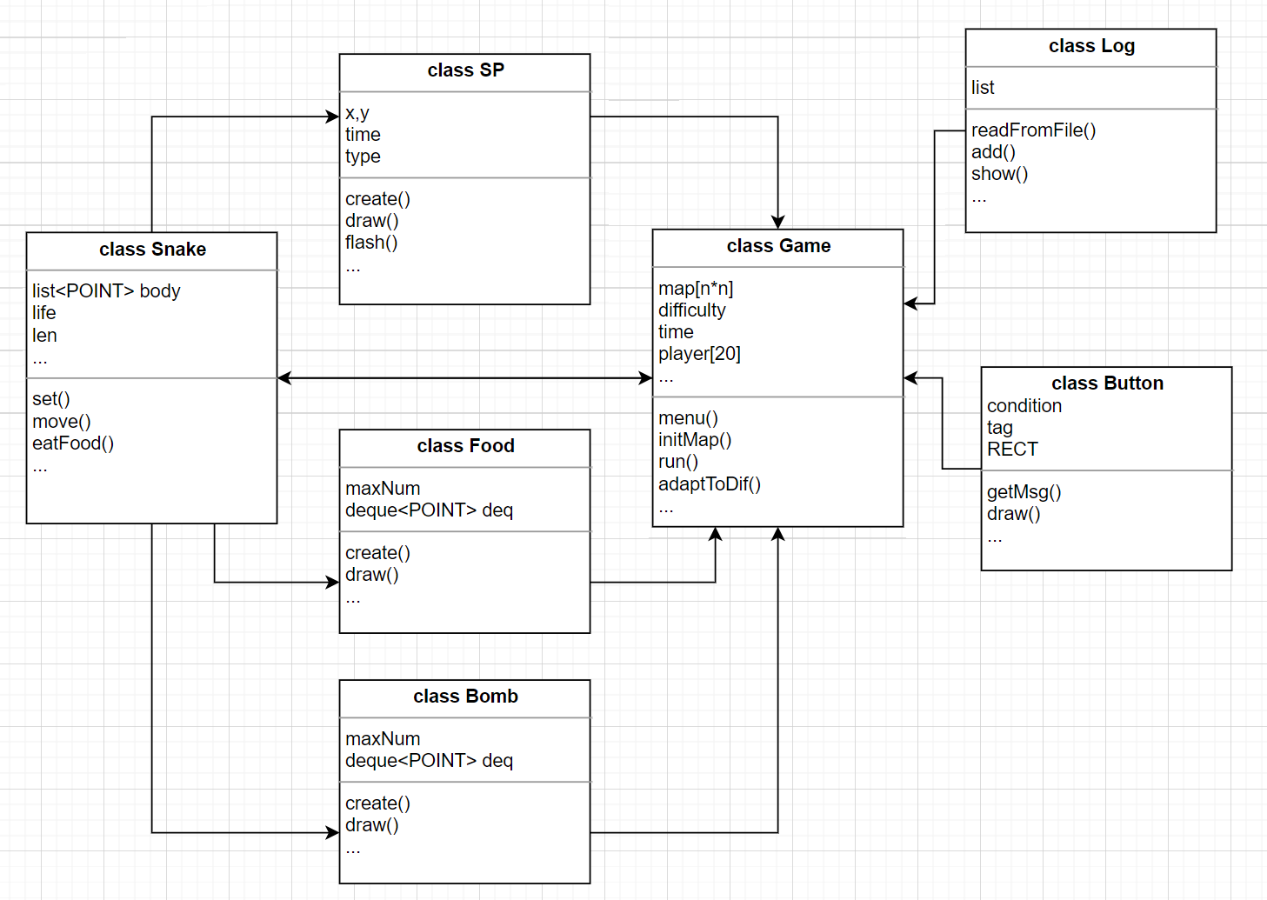 class SP
x,y
time
type
create()
draw()
flash()
...
class Log
list
readFromFile()
add()
show()
...
class Snake
list<POINT> body
life
len
...
set()
move()
eatFood()
...
class Game
map[n*n]
difficulty
time
player[20]
...
menu()
initMap()
run()
adaptToDif()
...
class Button
condition
tag
RECT
getMsg()
draw()
...
class Food
maxNum
deque<POINT> deq
create()
draw()
...
class Bomb
maxNum
deque<POINT> deq
create()
draw()
...